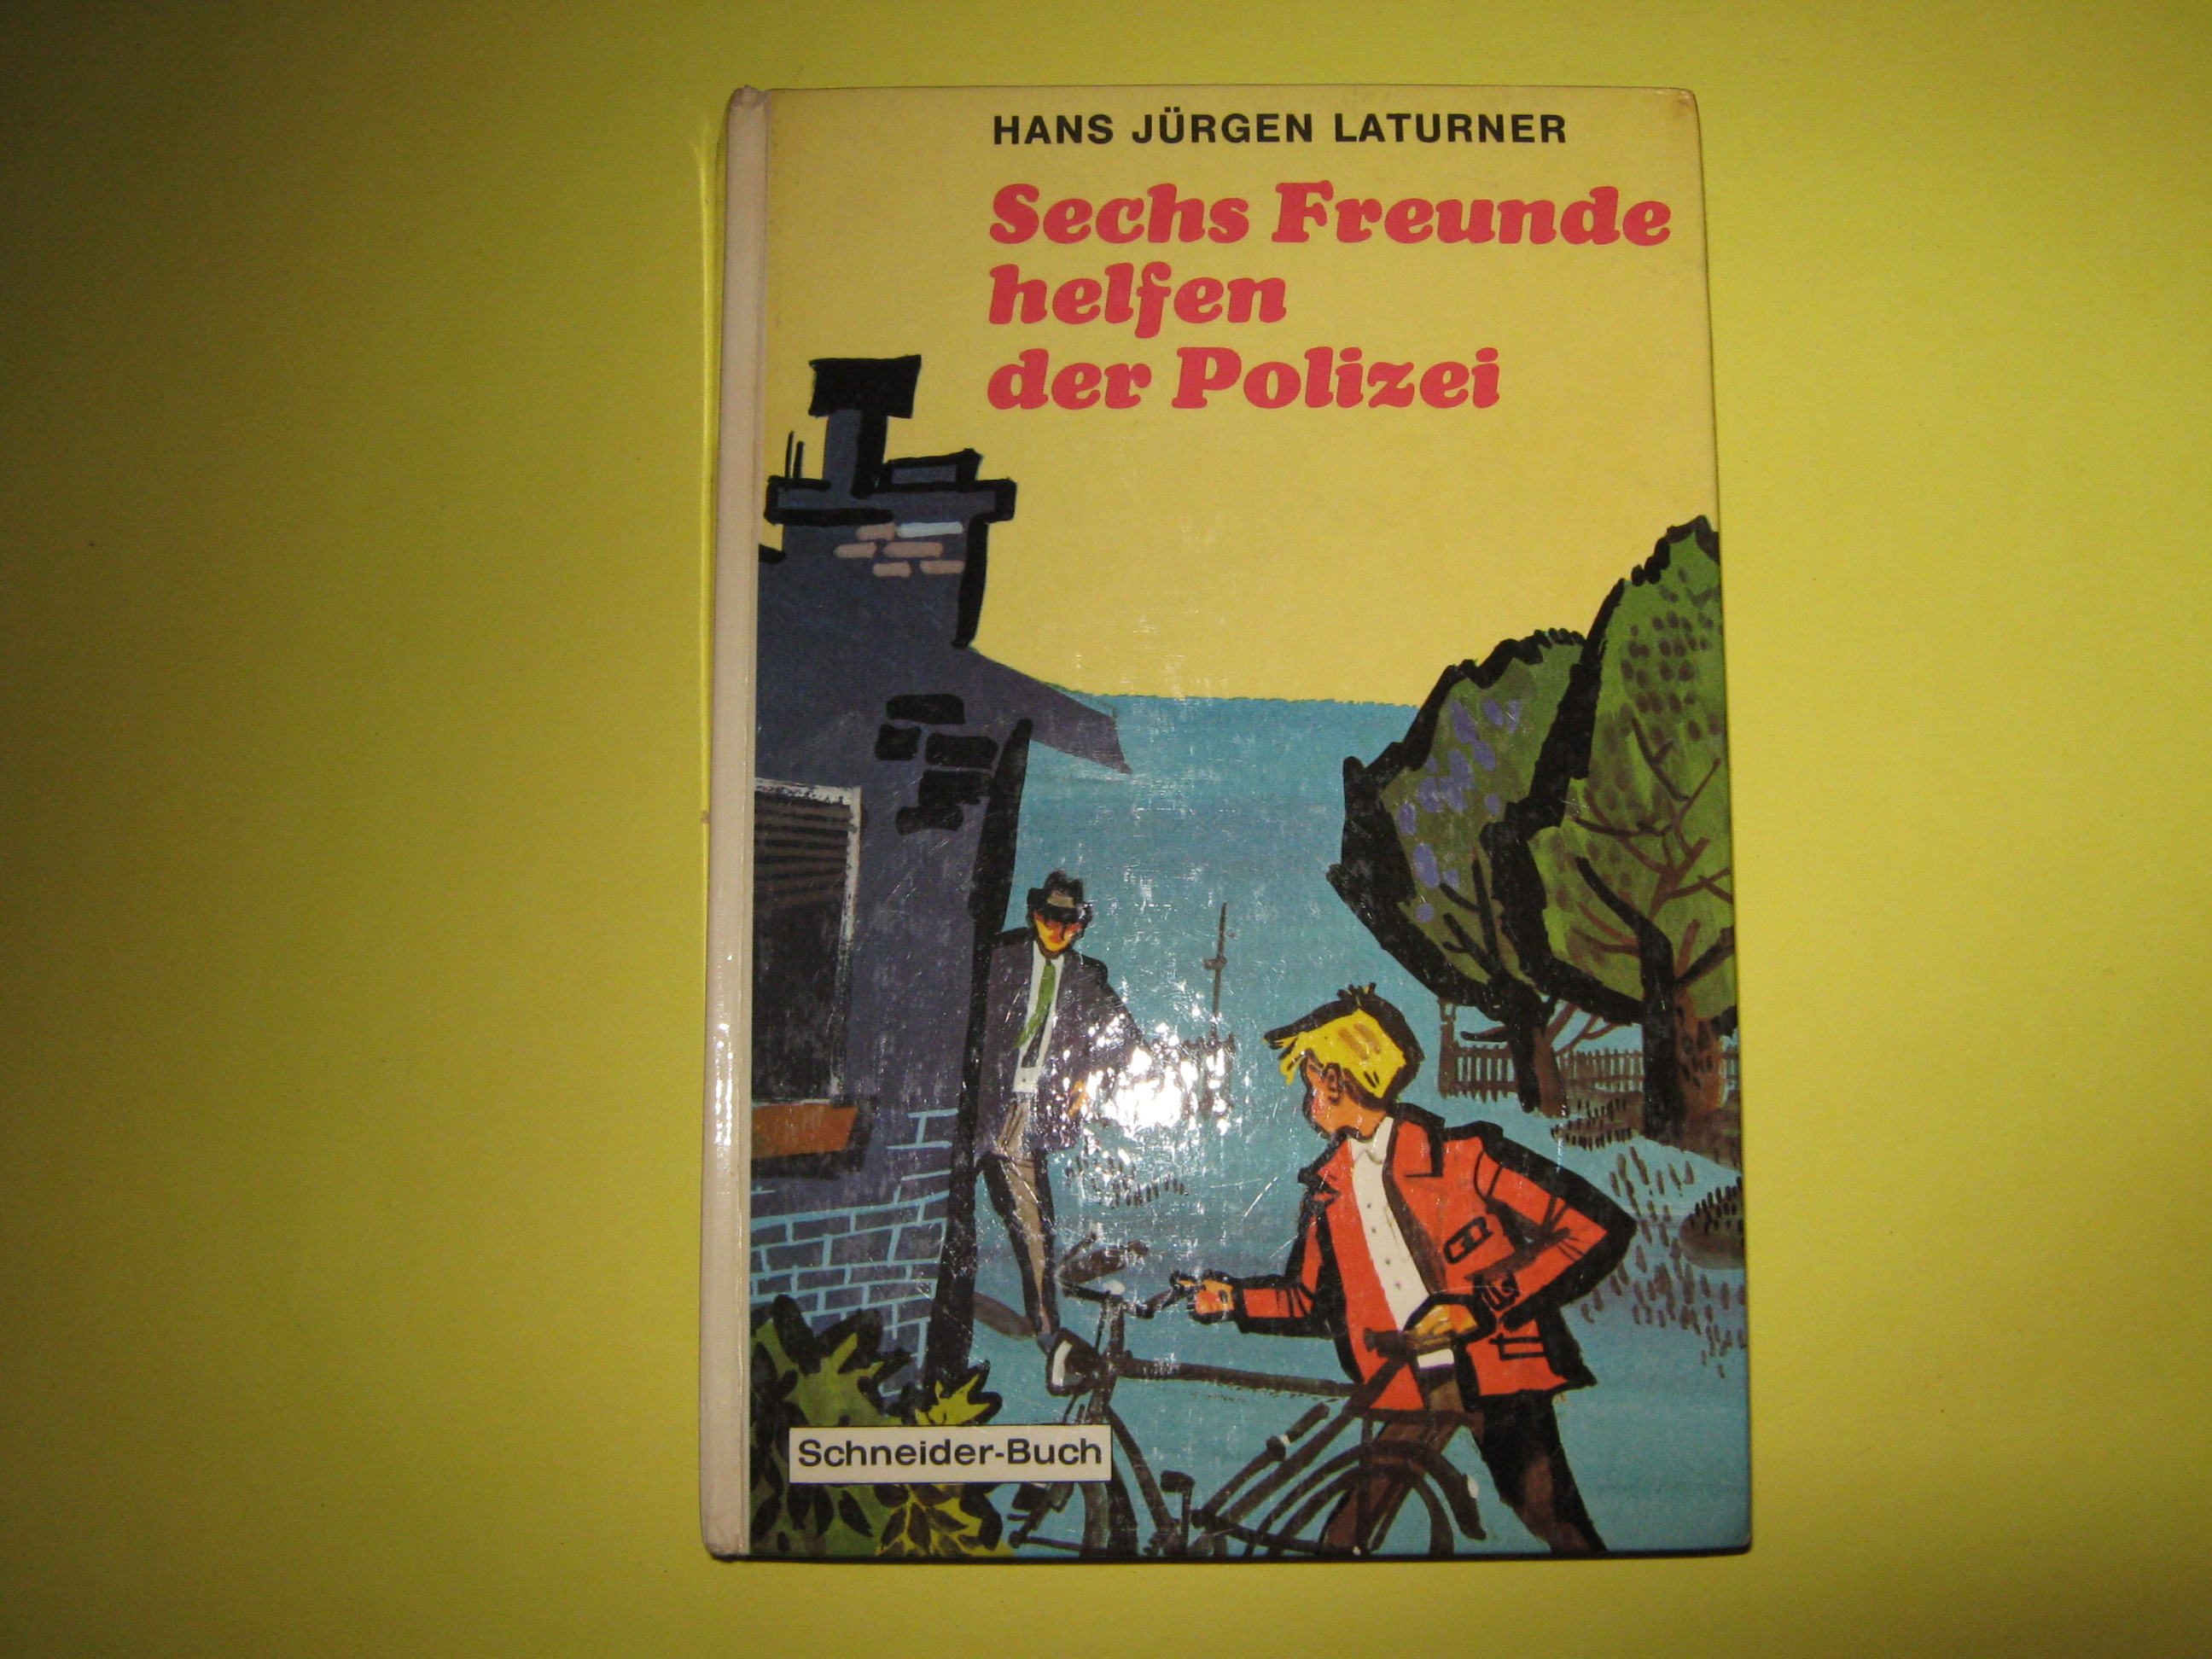 HANS JÜRGEN LATURNER
Sechs Freunde
helfen
der Polizei
Schneider-Buch